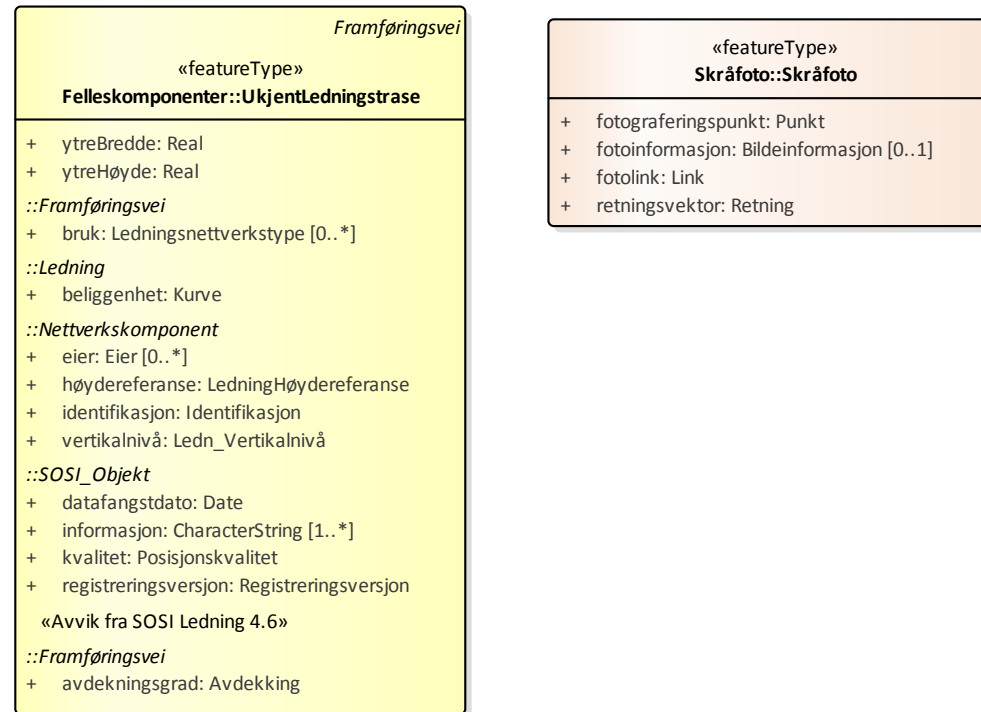 Framføringsvei
«featureType»
Felleskomponenter::UkjentLedningstrase
+ ytreBredde: Real
+ ytreHøyde: Real
::Framføringsvei
+ bruk: Ledningsnettverkstype [0..*]
::Ledning
+ beliggenhet: Kurve
::Nettverkskomponent
+ eier: Eier [0..*]
+ høydereferanse: LedningHøydereferanse
+ identifikasjon: Identifikasjon
+ vertikalnivå: Ledn_Vertikalnivå
::SOSI_Objekt
+ datafangstdato: Date
+ informasjon: CharacterString [1..*]
+ kvalitet: Posisjonskvalitet
+ registreringsversjon: Registreringsversjon
«Avvik fra SOSI Ledning 4.6»
::Framføringsvei
+ avdekningsgrad: Avdekking
«featureType»
Skråfoto::Skråfoto
+ fotograferingspunkt: Punkt
+ fotoinformasjon: Bildeinformasjon [0..1]
+ fotolink: Link
+ retningsvektor: Retning